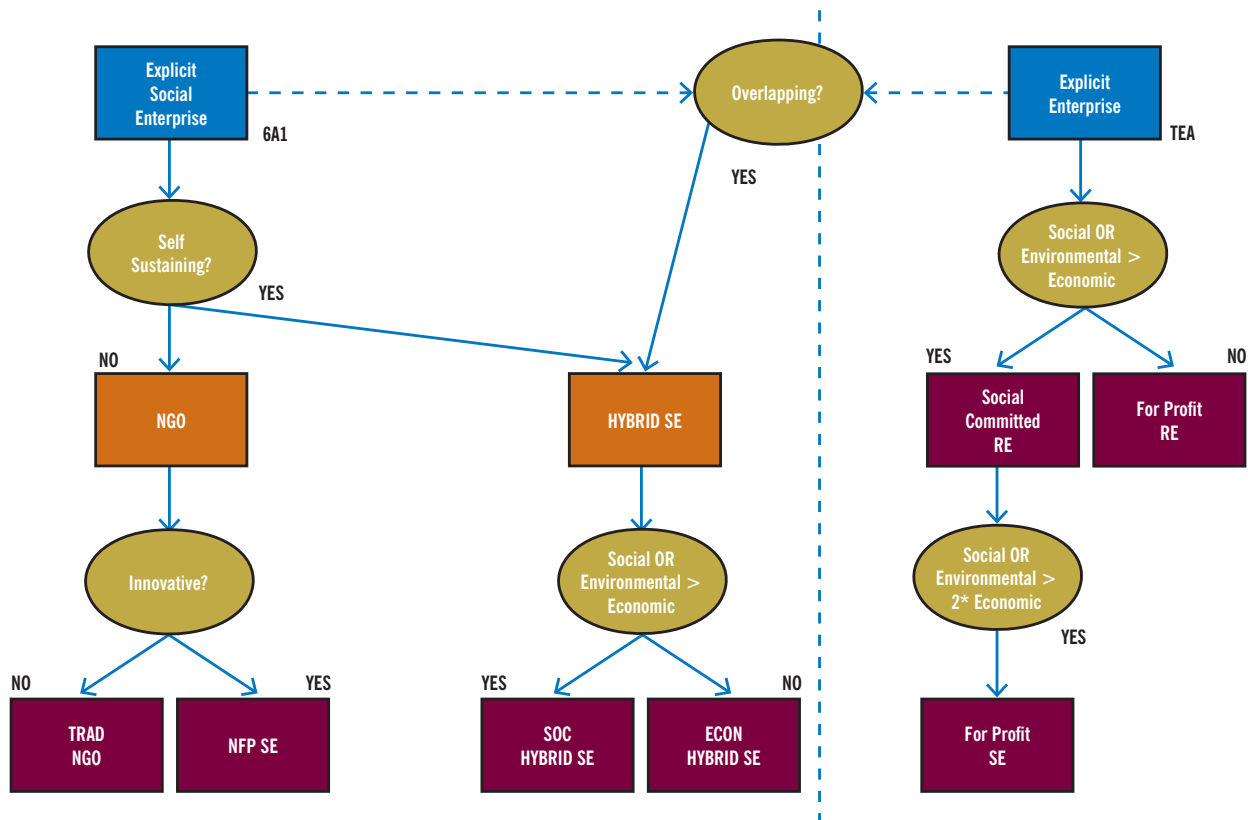 Explicit
Social
Enterprise
6A1
Overlapping?
Explicit
Enterprise
TEA
YES
Self
Sustaining?
YES
Social OR
Environmental >
Economic
NO
NGO
HYBRID SE
YES
Social
Committed
RE
For Profit
RE
NO
Innovative?
Social OR
Environmental >
Economic
Social OR
Environmental >
2* Economic
YES
NO
TRAD
NGO
YES
NFP SE
YES
SOC
HYBRID SE
NO
ECON
HYBRID SE
For Profit
SE